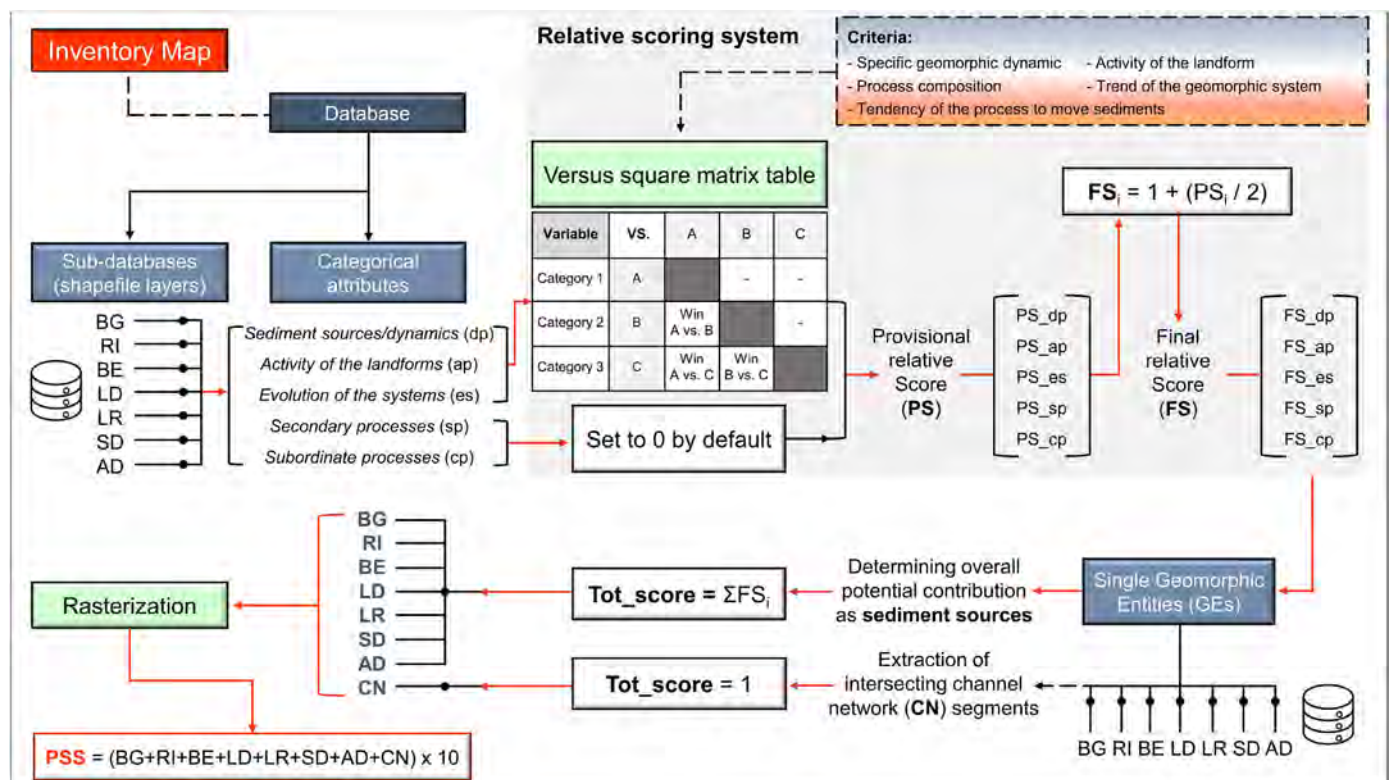 Inventory Map
Database
Sub-databases
(shapefile layers)
Categorical
attributes
BG
RI
BE
LD
LR
SD
AD
Sediment sources/dynamics (dp)
Activity of the landforms (ap)
Evolution of the systems (es)
Secondary processes (sp)
Subordinate processes (cp)
Relative scoring system
Criteria:
- Specific geomorphic dynamic - Activity of the landform
- Process composition - Trend of the geomorphic system
- Tendency of the process to move sediments
Versus square matrix table
Variable VS. A B C
Category 1 A - -
Category 2 B Win A vs. B -
Category 3 C Win A vs. C Win B vs. C
Set to 0 by default
Provisional
relative
Score
(PS)
PS_dp
PS_ap
PS_es
PS_sp
PS_cp
FSi = 1 + (PSi / 2)
Final
relative
Score
(FS)
FS_dp
FS_ap
FS_es
FS_sp
FS_cp
Single Geomorphic
Entities (GEs)
BG RI BE LD LR SD AD
Determining overall
potential contribution
as sediment sources
Extraction of
intersecting channel
network (CN) segments
Tot_score = ΣFSi
Tot_score = 1
BG
RI
BE
LD
LR
SD
AD
CN
Rasterization
PSS = (BG+RI+BE+LD+LR+SD+AD+CN) x 10